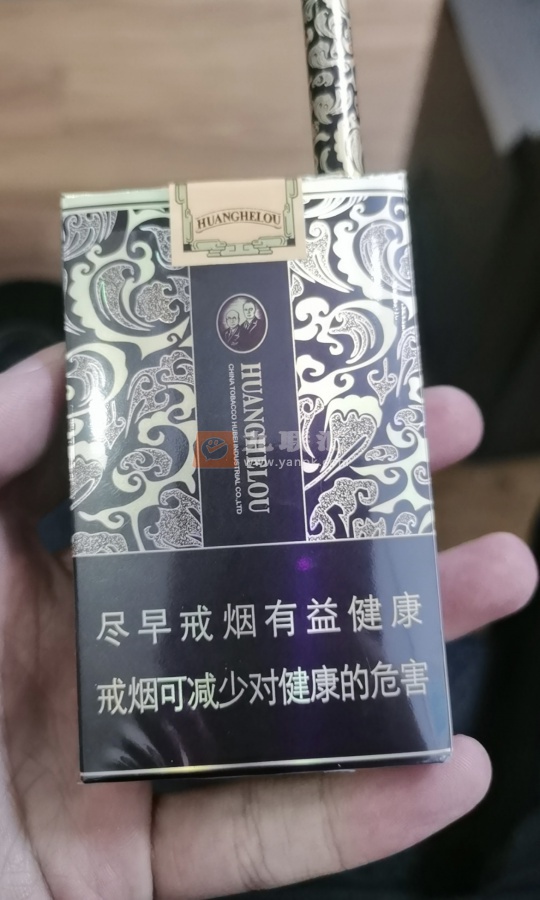 HUANGHELOU
HUANGHELOU
CHINA TOBACCO HUBEI INDUSTRIAL CO.,LTD
尽早戒烟有益健康
戒烟可减少对健康的危害